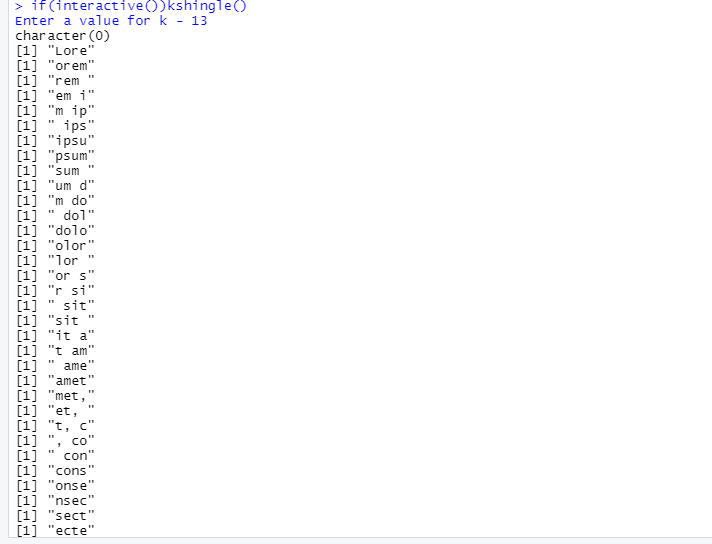 > if(interactive())kshingle()
Enter a value for k - 13
character(0)
[1] "Lore"
[1] "orem"
[1] "rem "
[1] "em i"
[1] "m ip"
[1] " ips"
[1] "ipsu"
[1] "psum"
[1] "sum "
[1] "um d"
[1] "m do"
[1] " dol"
[1] "dolo"
[1] "olor"
[1] "lor "
[1] "or s"
[1] "r si"
[1] " sit"
[1] "sit "
[1] "it a"
[1] "t am"
[1] " ame"
[1] "amet"
[1] "met,"
[1] "et, "
[1] "t, c"
[1] ", co"
[1] " con"
[1] "cons"
[1] "onse"
[1] "nsec"
[1] "sect"
[1] "ecte"